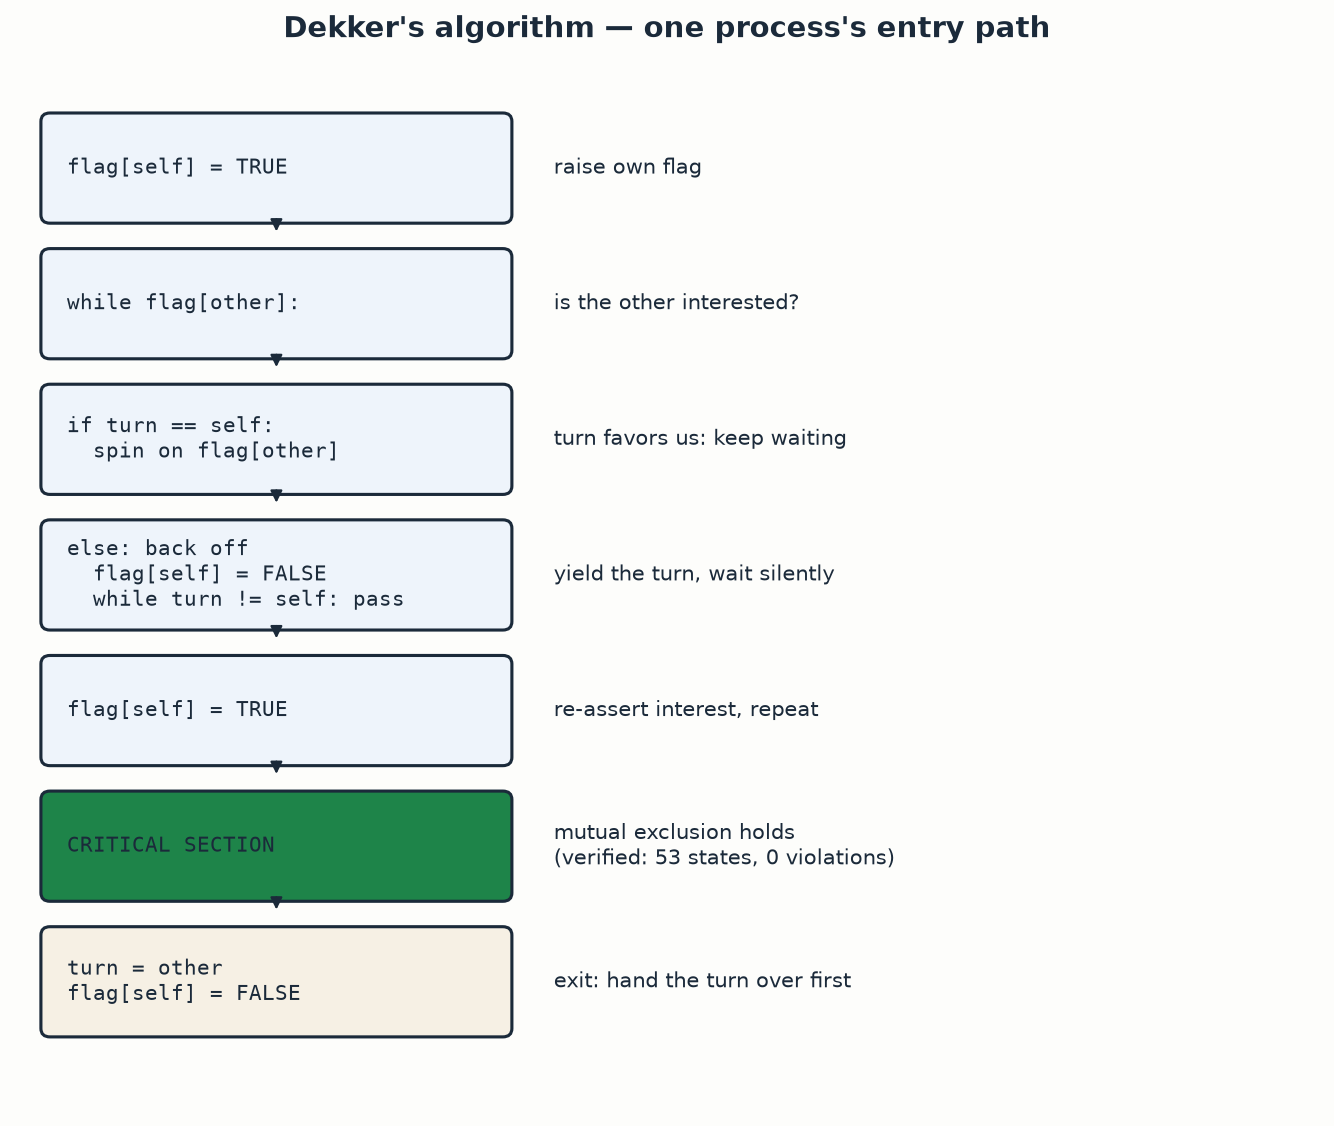 Dekker's algorithm — one process's entry path
flag[self] = TRUE
raise own flag
while flag[other]:
is the other interested?
if turn == self:
  spin on flag[other]
turn favors us: keep waiting
else: back off
  flag[self] = FALSE
  while turn != self: pass
yield the turn, wait silently
flag[self] = TRUE
re-assert interest, repeat
CRITICAL SECTION
mutual exclusion holds
(verified: 53 states, 0 violations)
turn = other
flag[self] = FALSE
exit: hand the turn over first